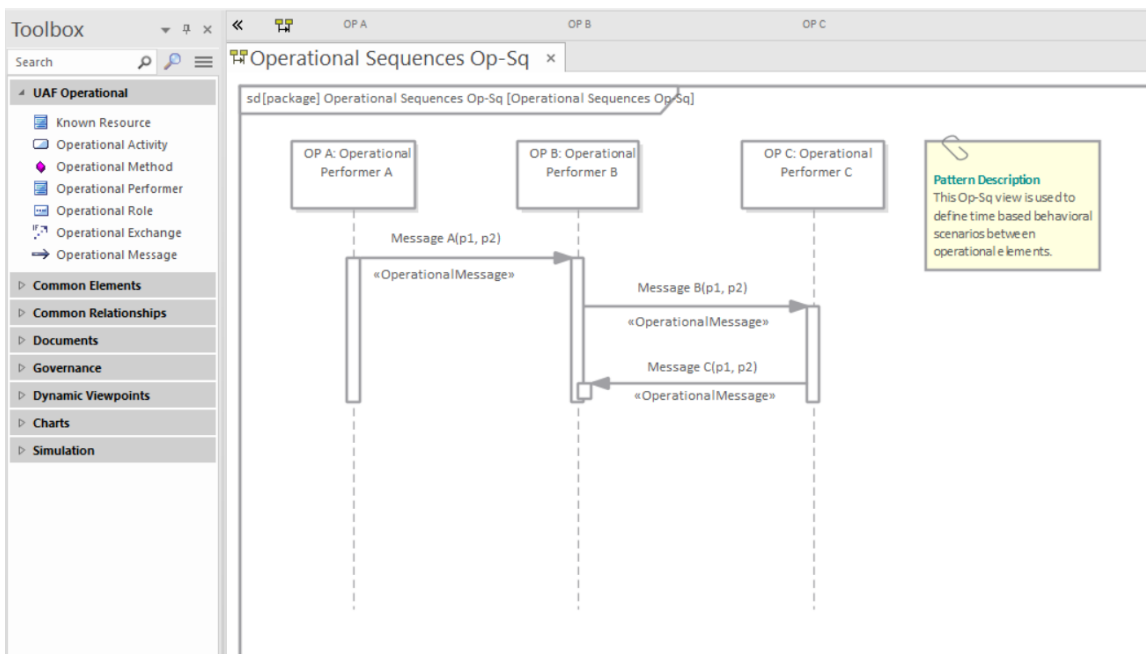 Toolbox
Search
UAF Operational
Known Resource
Operational Activity
Operational Method
Operational Performer
Operational Role
Operational Exchange
Operational Message
Common Elements
Common Relationships
Documents
Governance
Dynamic Viewpoints
Charts
Simulation
OP A
OP B
OP C
Operational Sequences Op-Sq
sd[package] Operational Sequences Op-Sq [Operational Sequences Op-Sq]
OP A: Operational
Performer A
OP B: Operational
Performer B
OP C: Operational
Performer C
Pattern Description
This Op-Sq view is used to
define time based behavioral
scenarios between
operational elements.
Message A(p1, p2)
«OperationalMessage»
Message B(p1, p2)
«OperationalMessage»
Message C(p1, p2)
«OperationalMessage»